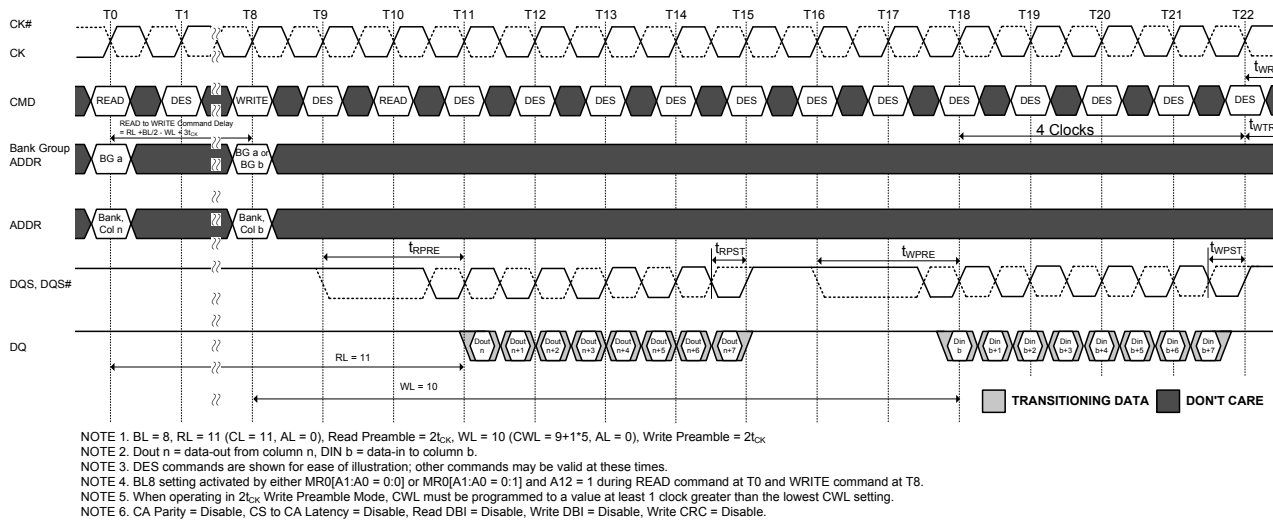 T0 T1 T8 T9 T10 T11 T12 T13 T14 T15 T16 T17 T18 T19 T20 T21 T22
CK#
CK
tWR
CMD READ DES WRITE DES READ DES DES DES DES DES DES DES DES DES DES DES DES
READ to WRITE Command Delay
= RL +BL/2 - WL + 3tCK
4 Clocks
tWTR
Bank Group
ADDR
BG a
BG a or
BG b
ADDR
Bank,
Col n
Bank,
Col b
tRPRE tRPST tWPRE tWPST
DQS, DQS#
DQ
Dout
n
Dout
n+1
Dout
n+2
Dout
n+3
Dout
n+4
Dout
n+5
Dout
n+6
Dout
n+7
Din
b
Din
b+1
Din
b+2
Din
b+3
Din
b+4
Din
b+5
Din
b+6
Din
b+7
RL = 11
WL = 10
TRANSITIONING DATA DON'T CARE
NOTE 1. BL = 8, RL = 11 (CL = 11, AL = 0), Read Preamble = 2tCK, WL = 10 (CWL = 9+1*5, AL = 0), Write Preamble = 2tCK
NOTE 2. Dout n = data-out from column n, DIN b = data-in to column b.
NOTE 3. DES commands are shown for ease of illustration; other commands may be valid at these times.
NOTE 4. BL8 setting activated by either MR0[A1:A0 = 0:0] or MR0[A1:A0 = 0:1] and A12 = 1 during READ command at T0 and WRITE command at T8.
NOTE 5. When operating in 2tCK Write Preamble Mode, CWL must be programmed to a value at least 1 clock greater than the lowest CWL setting.
NOTE 6. CA Parity = Disable, CS to CA Latency = Disable, Read DBI = Disable, Write DBI = Disable, Write CRC = Disable.